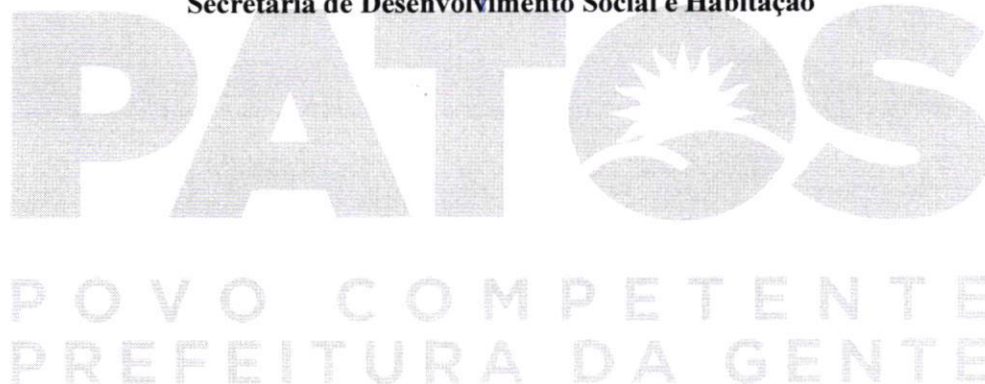 Secretaria de Desenvolvimento Social e Habitação
PATOS
POVO COMPETENTE
PREFEITURA DA GENTE